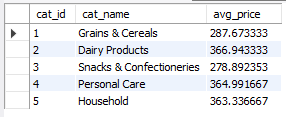 cat_id cat_name avg_price
1 Grains & Cereals 287.673333
2 Dairy Products 366.943333
3 Snacks & Confectioneries 278.892353
4 Personal Care 364.991667
5 Household 363.336667